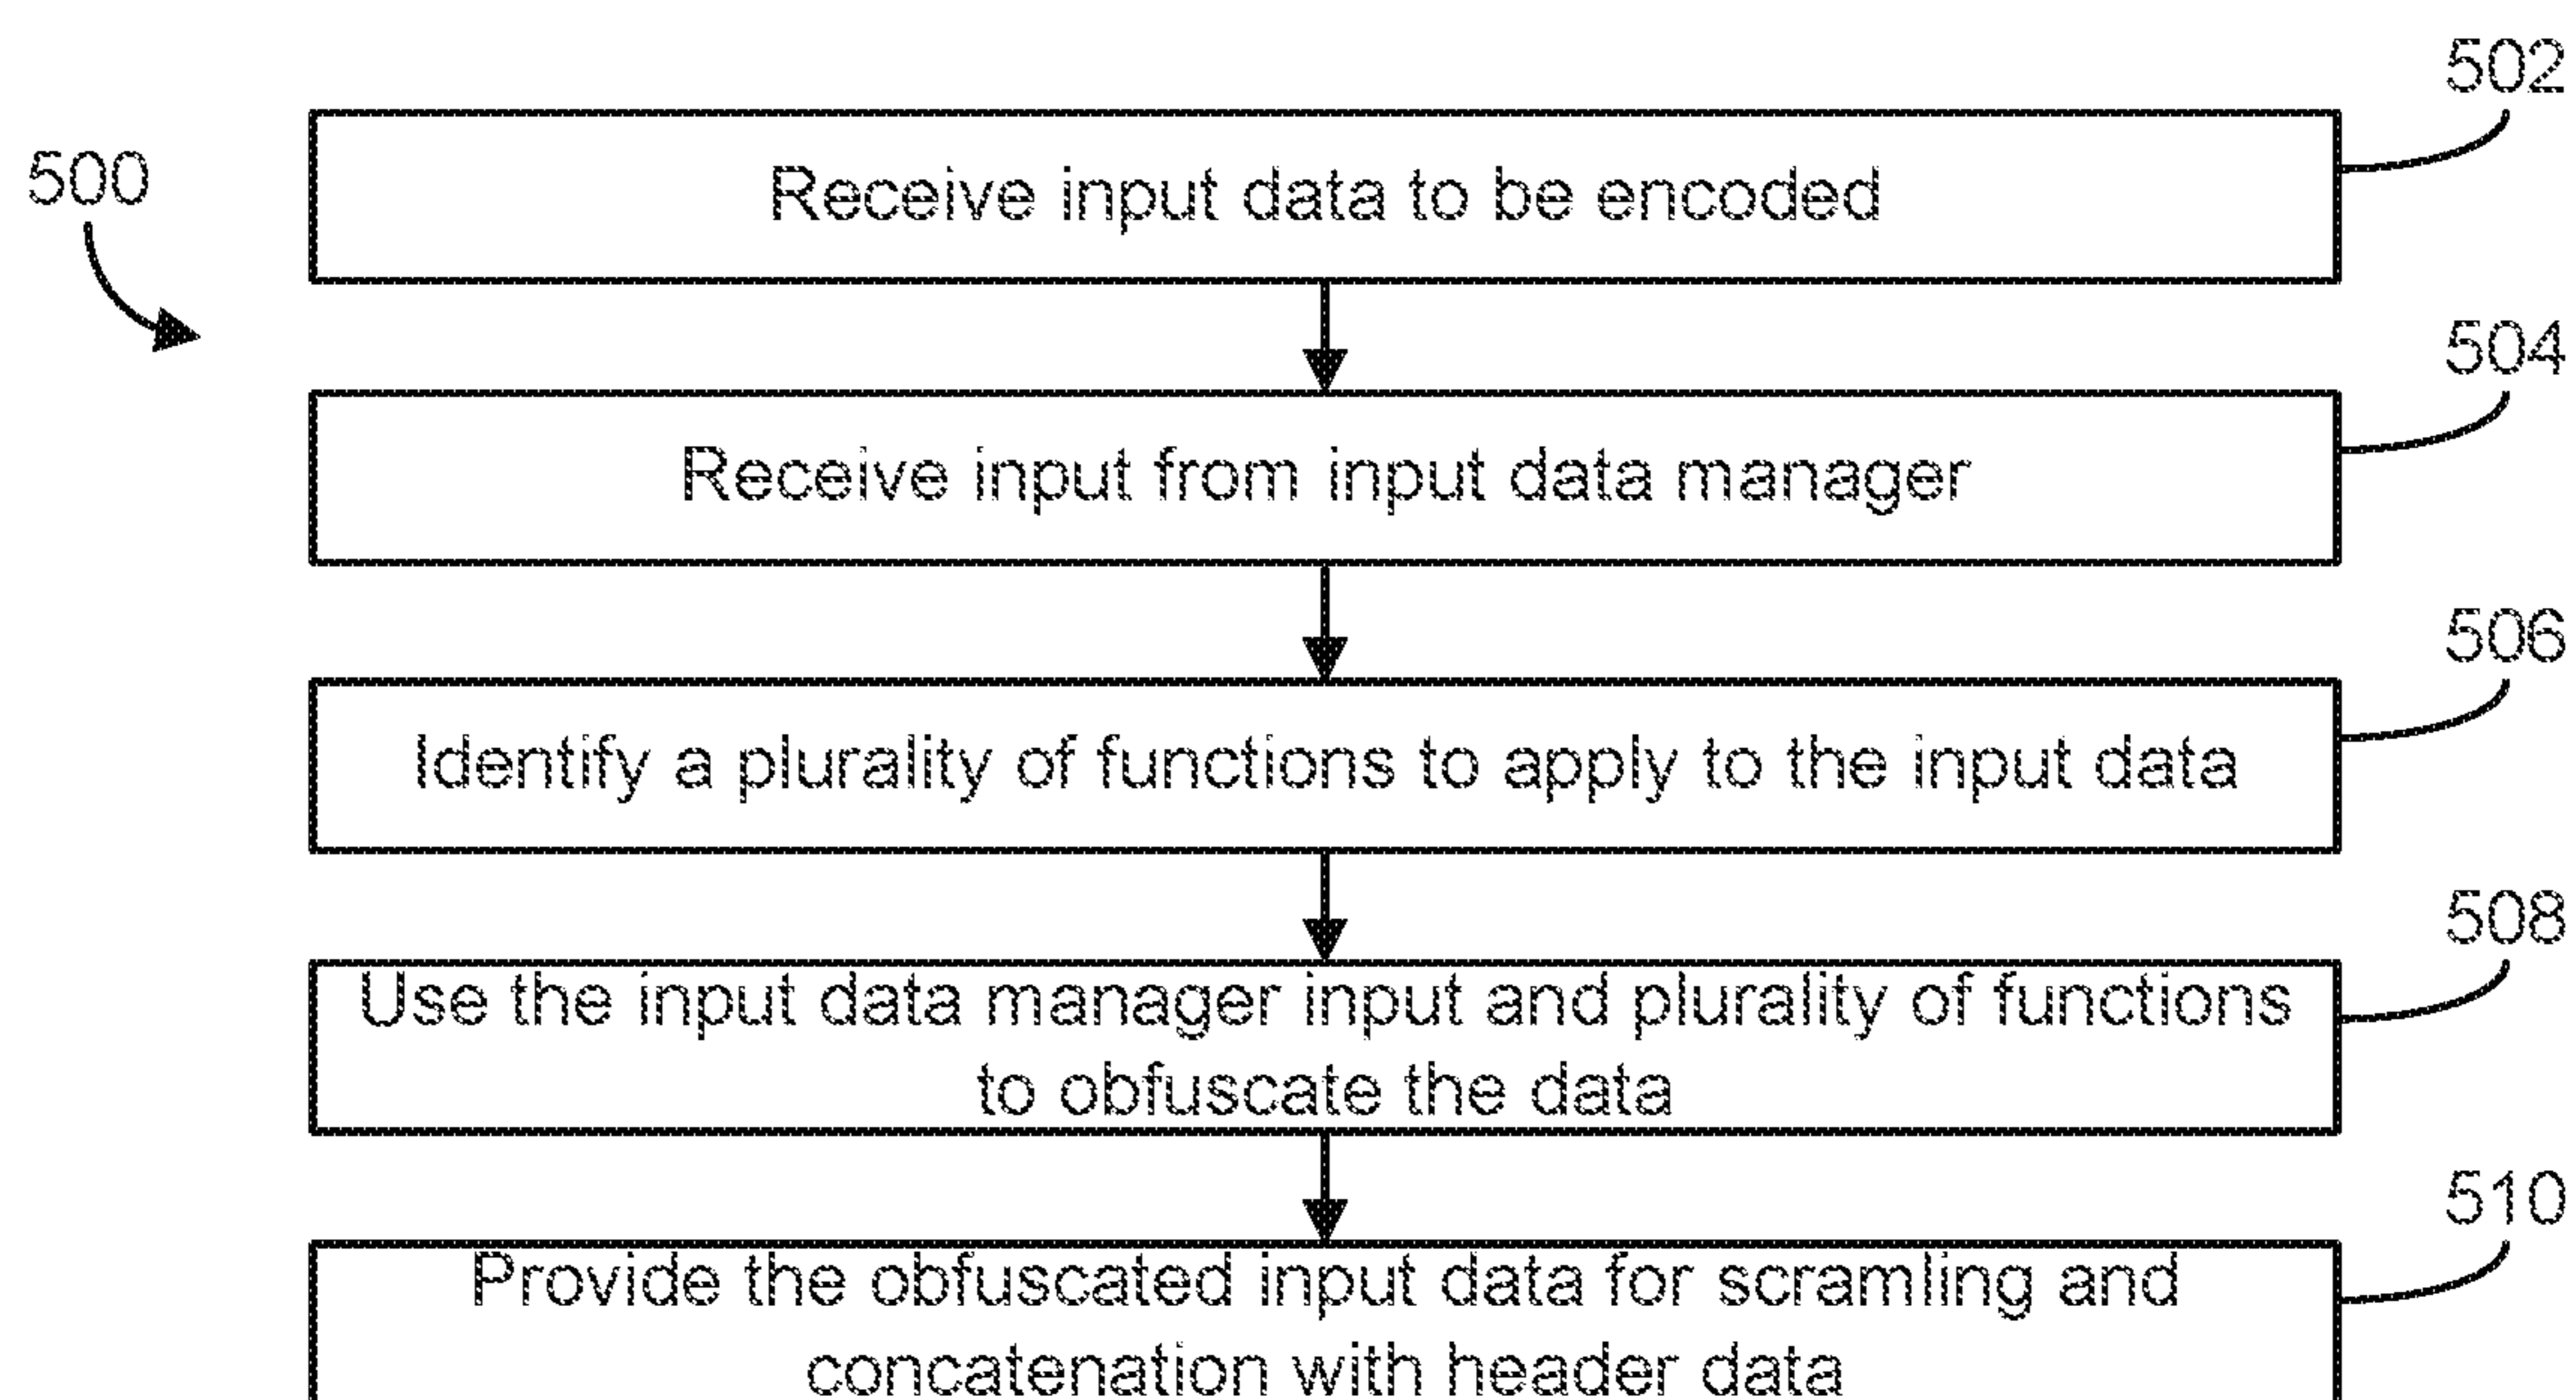 502
500
Receive input data to be encoded
504
Receive input from input data manager
506
Identify a plurality of functions to apply to the input data
508
Use the input data manager input and plurality of functions
to obfuscate the data
510
Provide the obfuscated input data for scramling and
concatenation with header data